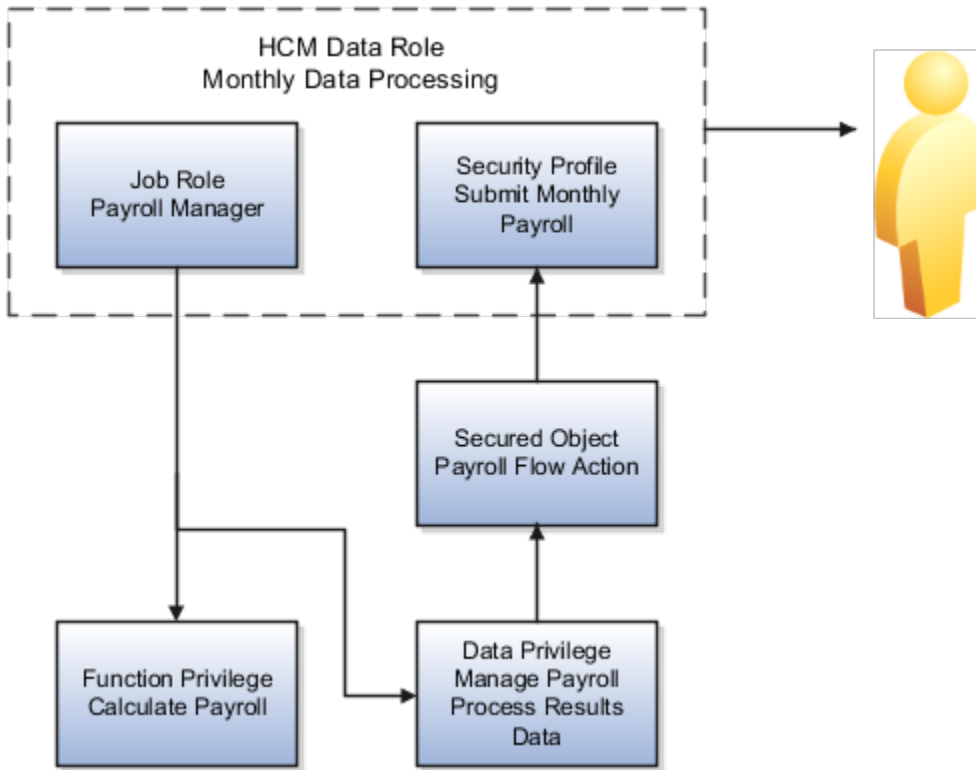 HCM Data Role
Monthly Data Processing
Job Role
Payroll Manager
Security Profile
Submit Monthly
Payroll
Secured Object
Payroll Flow Action
Function Privilege
Calculate Payroll
Data Privilege
Manage Payroll
Process Results
Data